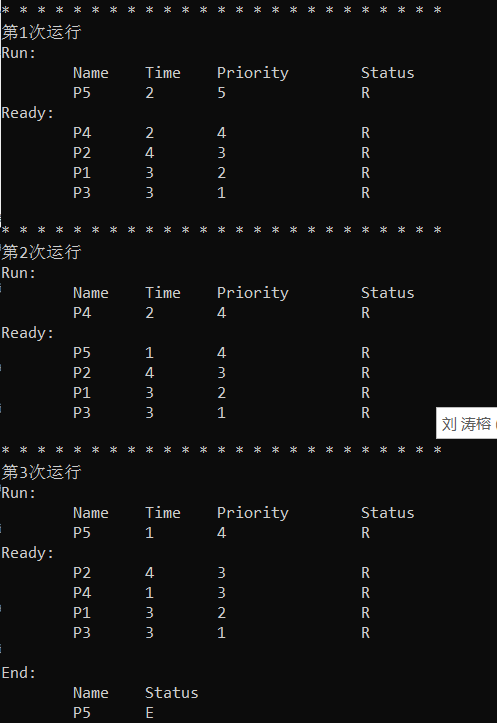 * * * * * * * * * * * * * * * * * * * * * * * * *
第1次运行
Run:
Name Time Priority Status
P5 2 5 R
Ready:
P4 2 4 R
P2 4 3 R
P1 3 2 R
P3 3 1 R
* * * * * * * * * * * * * * * * * * * * * * * * *
第2次运行
Run:
Name Time Priority Status
P4 2 4 R
Ready:
P5 1 4 R
P2 4 3 R
P1 3 2 R
P3 3 1 R
刘 涛榕 (
* * * * * * * * * * * * * * * * * * * * * * * * *
第3次运行
Run:
Name Time Priority Status
P5 1 4 R
Ready:
P2 4 3 R
P4 1 3 R
P1 3 2 R
P3 3 1 R
End:
Name Status
P5 E